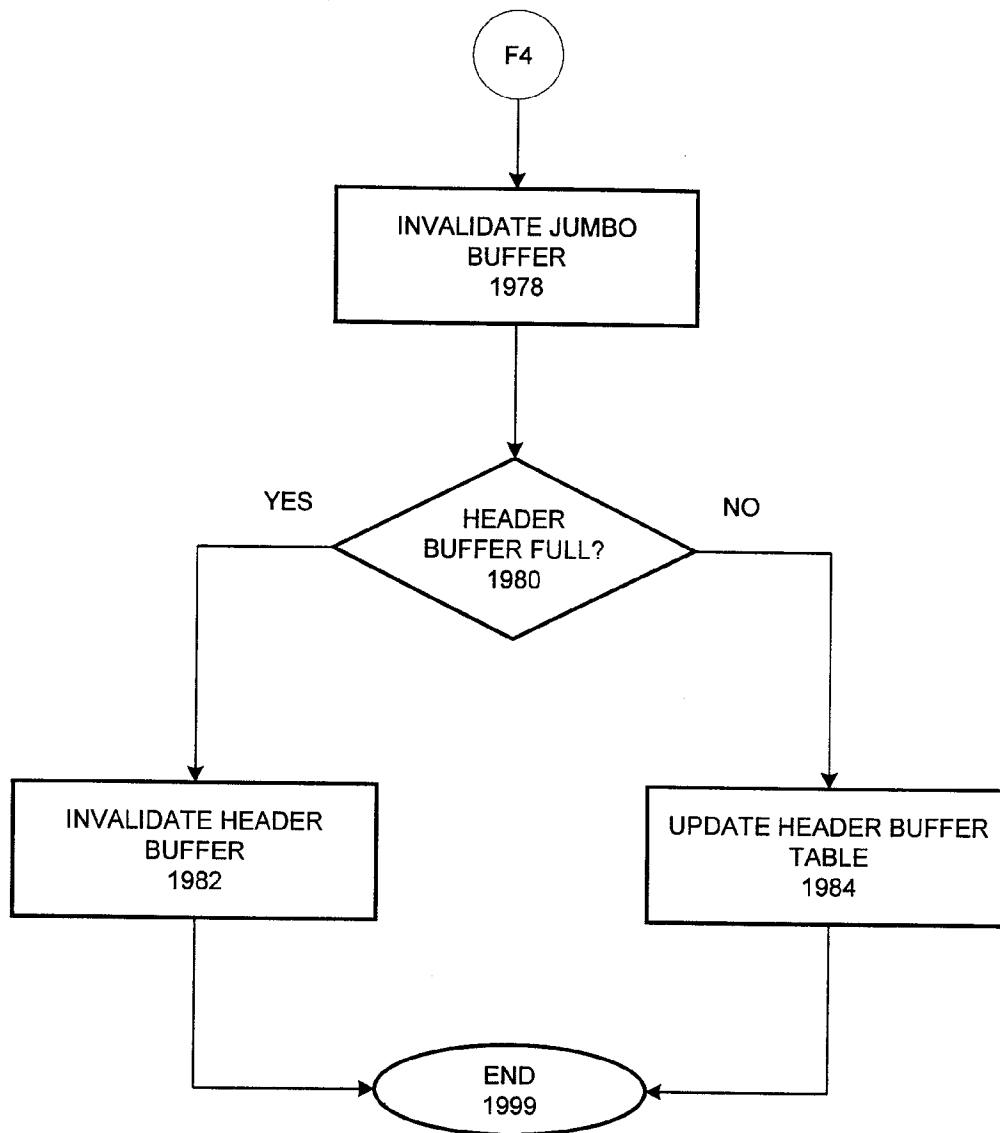 F4
INVALIDATE JUMBO
BUFFER
1978
YES
NO
HEADER
BUFFER FULL?
1980
INVALIDATE HEADER
BUFFER
1982
UPDATE HEADER BUFFER
TABLE
1984
END
1999